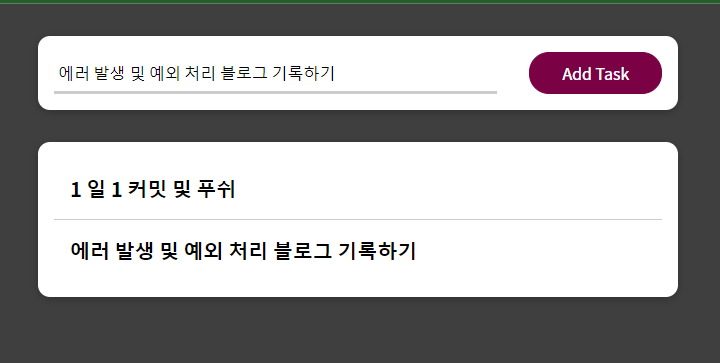 에러 발생 및 예외 처리 블로그 기록하기
Add Task
1 일 1 커밋 및 푸쉬
에러 발생 및 예외 처리 블로그 기록하기